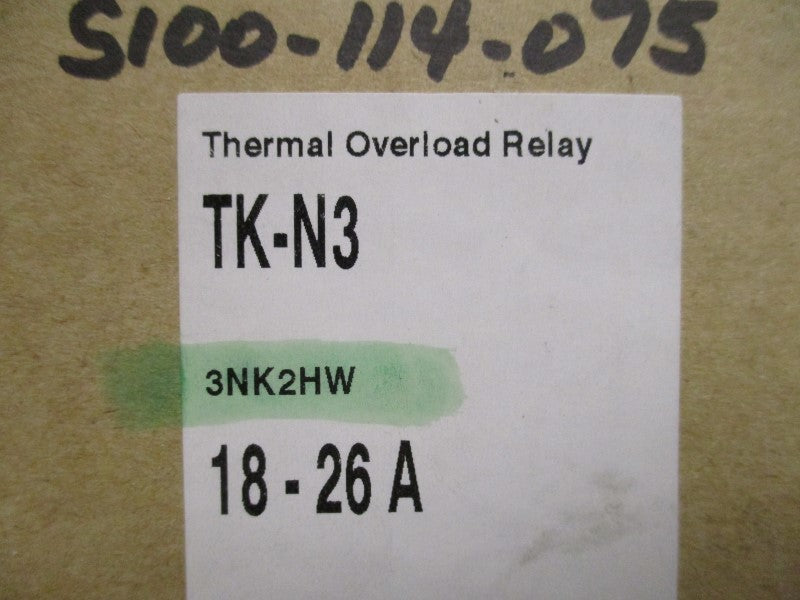 S100-114-075
Thermal Overload Relay
TK-N3
3NK2HW
18 - 26 A